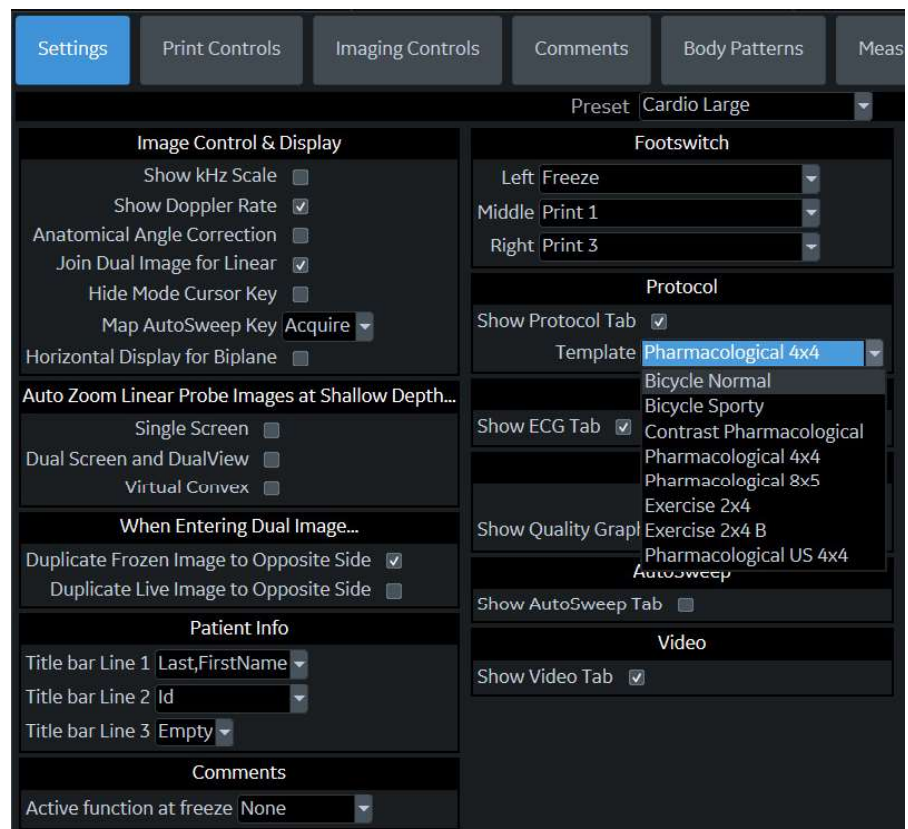 Settings
Print Controls
Imaging Controls
Comments
Body Patterns
Meas
Preset Cardio Large
Image Control & Display
Show kHz Scale
Show Doppler Rate
Anatomical Angle Correction
Join Dual Image for Linear
Hide Mode Cursor Key
Map AutoSweep Key Acquire
Horizontal Display for Biplane
Auto Zoom Linear Probe Images at Shallow Depth...
Single Screen
Dual Screen and DualView
Virtual Convex
When Entering Dual Image...
Duplicate Frozen Image to Opposite Side
Duplicate Live Image to Opposite Side
Patient Info
Title bar Line 1 Last,FirstName
Title bar Line 2 Id
Title bar Line 3 Empty
Comments
Active function at freeze None
Footswitch
Left Freeze
Middle Print 1
Right Print 3
Protocol
Show Protocol Tab
Template Pharmacological 4x4
Bicycle Normal
Bicycle Sporty
Show ECG Tab
Contrast Pharmacological
Pharmacological 4x4
Pharmacological 8x5
Exercise 2x4
Show Quality Graph
Exercise 2x4 B
Pharmacological US 4x4
AutoSweep
Show AutoSweep Tab
Video
Show Video Tab